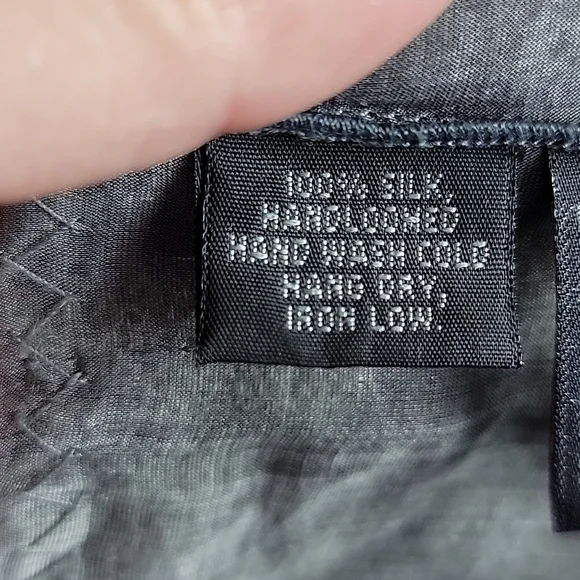 100% SILK,
HANDLOOMED
HAND WASH COLD
HANG DRY,
IRON LOW.